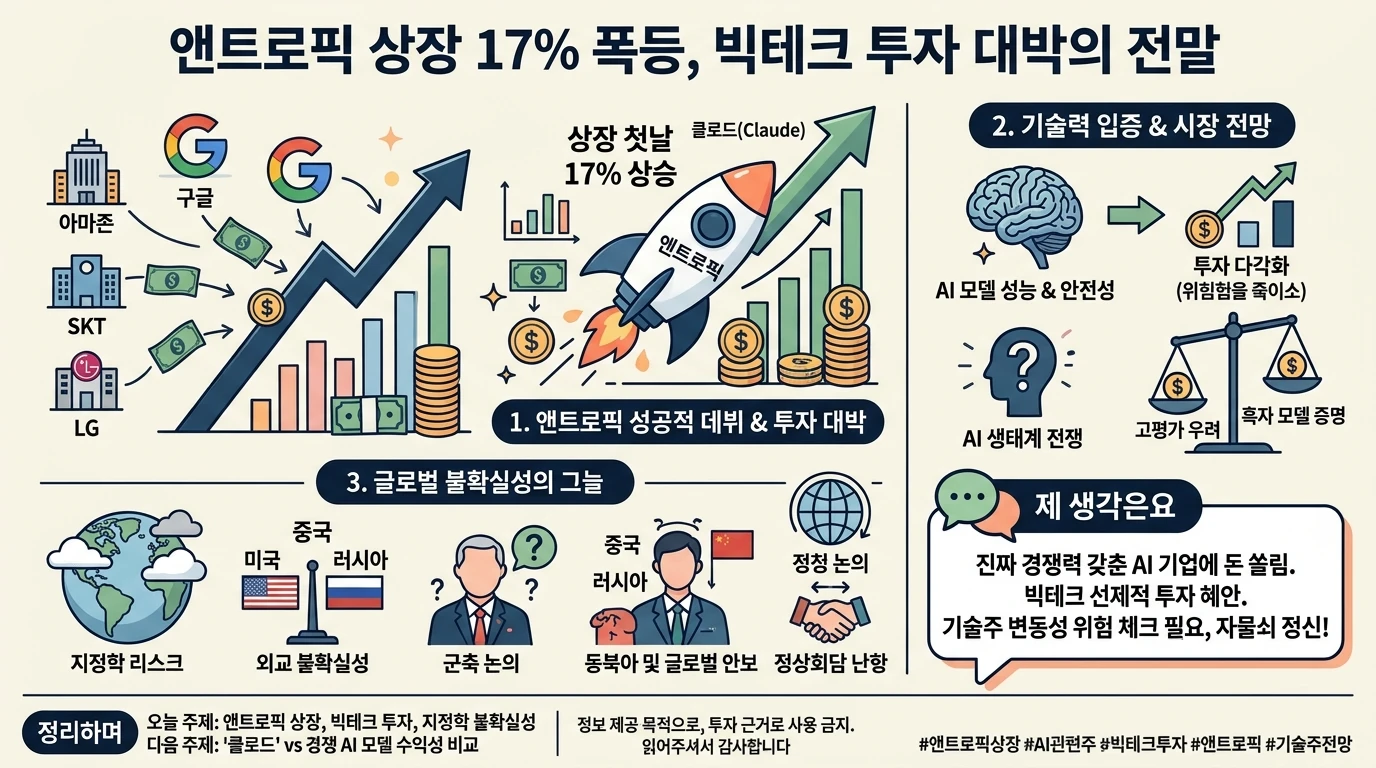 앤트로픽 상장 17% 폭등, 빅테크 투자 대박의 전말
아마존
구글
SKT
LG
LG
상장 첫날
17% 상승
클로드(Claude)
앤트로픽
1. 앤트로픽 성공적 데뷔 & 투자 대박
2. 기술력 입증 & 시장 전망
AI 모델 성능 & 안전성
투자 다각화
(위힘험을 죽이소)
AI 생태계 전쟁
고평가 우려
흑자 모델 증명
3. 글로벌 불확실성의 그늘
지정학 리스크
중국
미국
러시아
외교 불확실성
군축 논의
중국
러시아
동북아 및 글로벌 안보
정청 논의
정상회담 난항
제 생각은요
진짜 경쟁력 갖춘 AI 기업에 돈 쏠림.
빅테크 선제적 투자 혜안.
기술주 변동성 위험 체크 필요, 자물쇠 정신!
정리하며
오늘 주제: 앤트로픽 상장, 빅테크 투자, 지정학 불확실성
다음 주제: '클로드' vs 경쟁 AI 모델 수익성 비교
정보 제공 목적으로, 투자 근거로 사용 금지.
읽어주셔서 감사합니다
#앤트로픽상장 #AI관련주 #빅테크투자 #앤트로픽 #기술주전망